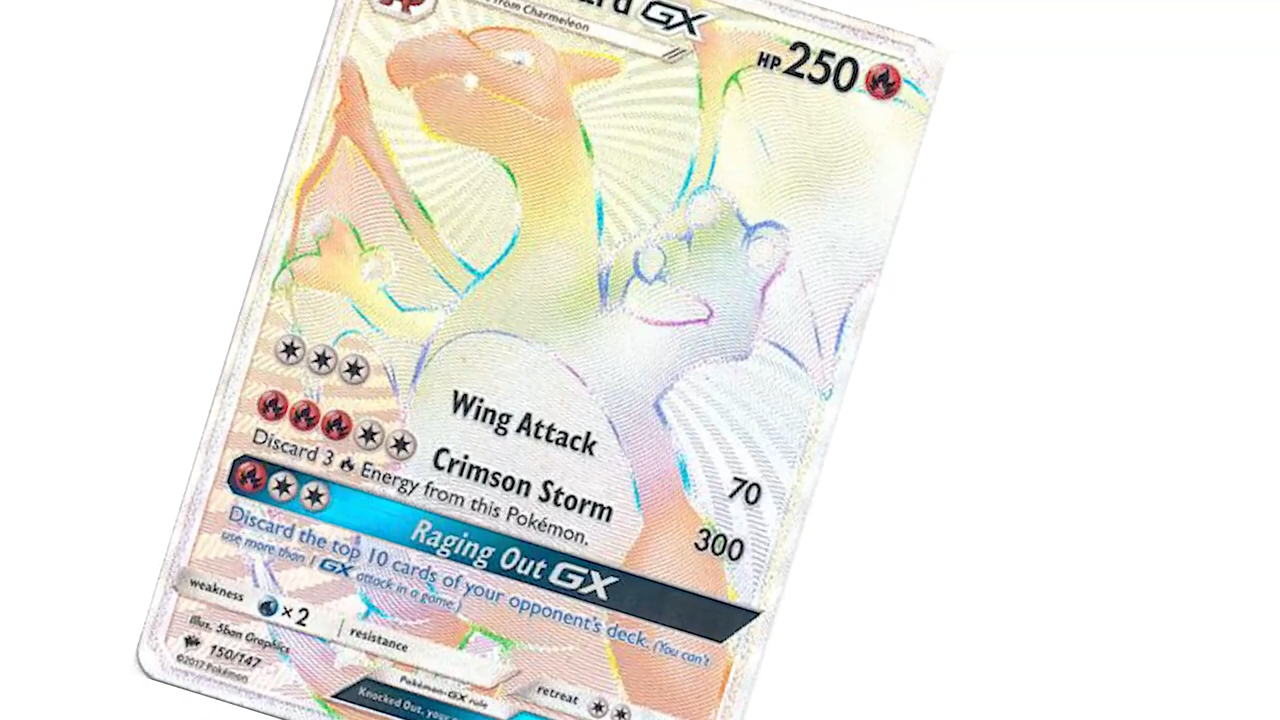 GX
from Charmeleon
HP 250
Wing Attack 70
Crimson Storm 300
Discard 3 Energy from this Pokémon.
Raging Out GX
Discard the top 10 cards of your opponent's deck. (You can't
use more than 1 GX attack in a game.)
weakness ×2
resistance
retreat
Illus. 5ban Graphics
150/147
©2017 Pokémon
Pokémon-GX rule
Knocked Out, your